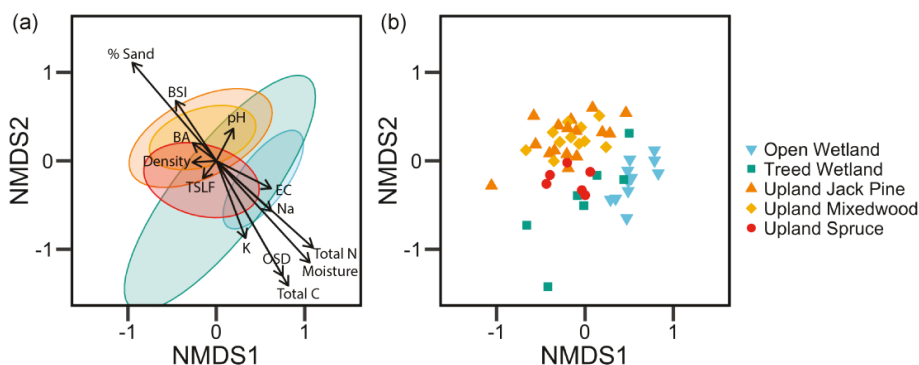 (a)
NMDS2
1
0
-1
% Sand
BSI
pH
BA
Density
TSLF
EC
Na
K
OSD
Total N
Moisture
Total C
-1
0
1
NMDS1
(b)
NMDS2
1
0
-1
-1
0
1
NMDS1
Open Wetland
Treed Wetland
Upland Jack Pine
Upland Mixedwood
Upland Spruce